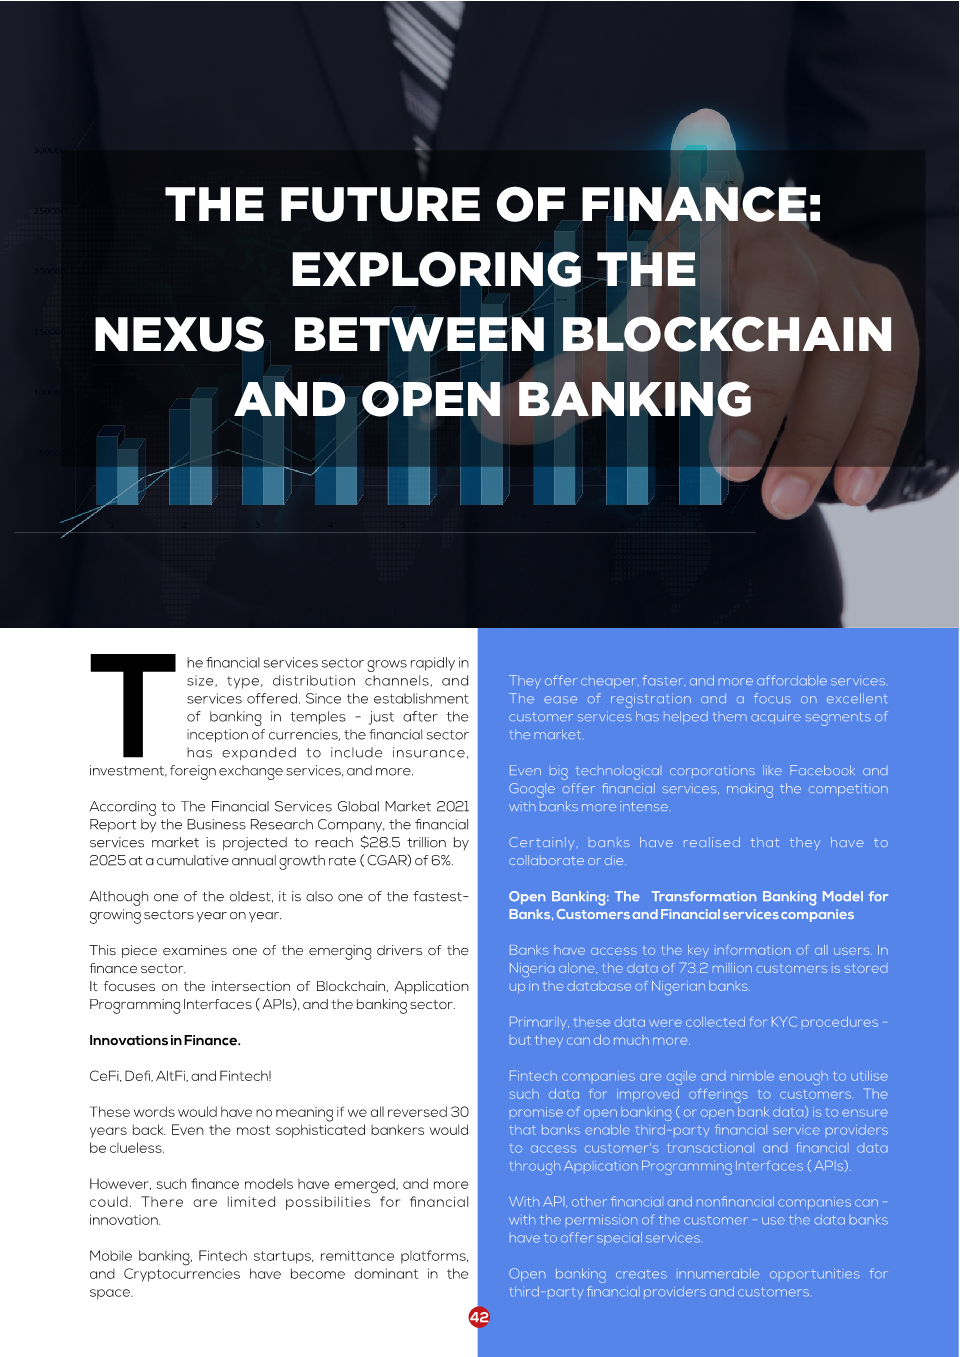 THE FUTURE OF FINANCE:
EXPLORING THE
NEXUS BETWEEN BLOCKCHAIN
AND OPEN BANKING
The financial services sector grows rapidly in
size, type, distribution channels, and
services offered. Since the establishment
of banking in temples - just after the
inception of currencies, the financial sector
has expanded to include insurance,
investment, foreign exchange services, and more.
According to The Financial Services Global Market 2021
Report by the Business Research Company, the financial
services market is projected to reach $28.5 trillion by
2025 at a cumulative annual growth rate ( CGAR) of 6%.
Although one of the oldest, it is also one of the fastest-
growing sectors year on year.
This piece examines one of the emerging drivers of the
finance sector.
It focuses on the intersection of Blockchain, Application
Programming Interfaces ( APIs), and the banking sector.
Innovations in Finance.
CeFi, Defi, AltFi, and Fintech!
These words would have no meaning if we all reversed 30
years back. Even the most sophisticated bankers would
be clueless.
However, such finance models have emerged, and more
could. There are limited possibilities for financial
innovation.
Mobile banking, Fintech startups, remittance platforms,
and Cryptocurrencies have become dominant in the
space.
They offer cheaper, faster, and more affordable services.
The ease of registration and a focus on excellent
customer services has helped them acquire segments of
the market.
Even big technological corporations like Facebook and
Google offer financial services, making the competition
with banks more intense.
Certainly, banks have realised that they have to
collaborate or die.
Open Banking: The Transformation Banking Model for
Banks, Customers and Financial services companies
Banks have access to the key information of all users. In
Nigeria alone, the data of 73.2 million customers is stored
up in the database of Nigerian banks.
Primarily, these data were collected for KYC procedures -
but they can do much more.
Fintech companies are agile and nimble enough to utilise
such data for improved offerings to customers. The
promise of open banking ( or open bank data) is to ensure
that banks enable third-party financial service providers
to access customer's transactional and financial data
through Application Programming Interfaces ( APIs).
With API, other financial and nonfinancial companies can -
with the permission of the customer - use the data banks
have to offer special services.
Open banking creates innumerable opportunities for
third-party financial providers and customers.
42